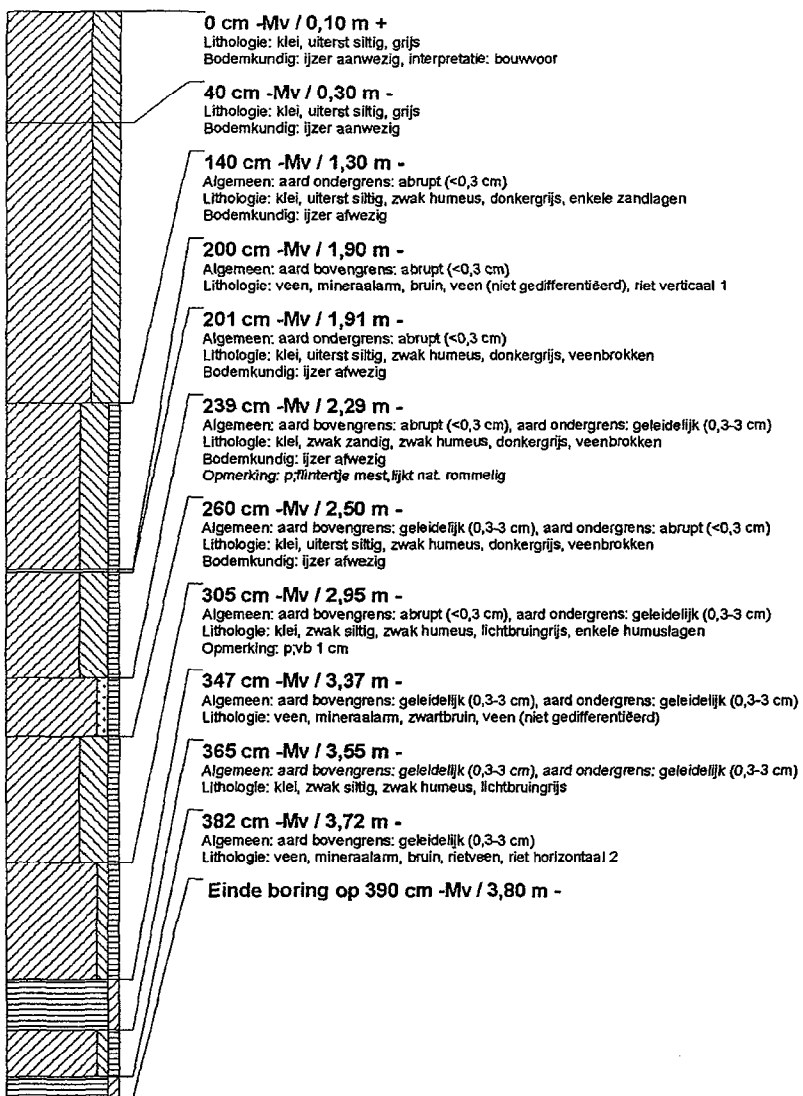 0 cm -Mv / 0,10 m +
Lithologie: klei, uiterst siltig, grijs
Bodemkundig: ijzer aanwezig, interpretatie: bouwvoor
40 cm -Mv / 0,30 m -
Lithologie: klei, uiterst siltig, grijs
Bodemkundig: ijzer aanwezig
140 cm -Mv / 1,30 m -
Algemeen: aard ondergrens: abrupt (<0,3 cm)
Lithologie: klei, uiterst siltig, zwak humeus, donkergrijs, enkele zandlagen
Bodemkundig: ijzer afwezig
200 cm -Mv / 1,90 m -
Algemeen: aard bovengrens: abrupt (<0,3 cm)
Lithologie: veen, mineraalarm, bruin, veen (niet gedifferentiëerd), riet verticaal 1
201 cm -Mv / 1,91 m -
Algemeen: aard ondergrens: abrupt (<0,3 cm)
Lithologie: klei, uiterst siltig, zwak humeus, donkergrijs, veenbrokken
Bodemkundig: ijzer afwezig
239 cm -Mv / 2,29 m -
Algemeen: aard bovengrens: abrupt (<0,3 cm), aard ondergrens: geleidelijk (0,3-3 cm)
Lithologie: klei, zwak zandig, zwak humeus, donkergrijs, veenbrokken
Bodemkundig: ijzer afwezig
Opmerking: p;flintertje mest,lijkt nat. rommelig
260 cm -Mv / 2,50 m -
Algemeen: aard bovengrens: geleidelijk (0,3-3 cm), aard ondergrens: abrupt (<0,3 cm)
Lithologie: klei, uiterst siltig, zwak humeus, donkergrijs, veenbrokken
Bodemkundig: ijzer afwezig
305 cm -Mv / 2,95 m -
Algemeen: aard bovengrens: abrupt (<0,3 cm), aard ondergrens: geleidelijk (0,3-3 cm)
Lithologie: klei, zwak siltig, zwak humeus, lichtbruingrijs, enkele humuslagen
Opmerking: p;vb 1 cm
347 cm -Mv / 3,37 m -
Algemeen: aard bovengrens: geleidelijk (0,3-3 cm), aard ondergrens: geleidelijk (0,3-3 cm)
Lithologie: veen, mineraalarm, zwartbruin, veen (niet gedifferentiëerd)
365 cm -Mv / 3,55 m -
Algemeen: aard bovengrens: geleidelijk (0,3-3 cm), aard ondergrens: geleidelijk (0,3-3 cm)
Lithologie: klei, zwak siltig, zwak humeus, lichtbruingrijs
382 cm -Mv / 3,72 m -
Algemeen: aard bovengrens: geleidelijk (0,3-3 cm)
Lithologie: veen, mineraalarm, bruin, rietveen, riet horizontaal 2
Einde boring op 390 cm -Mv / 3,80 m -